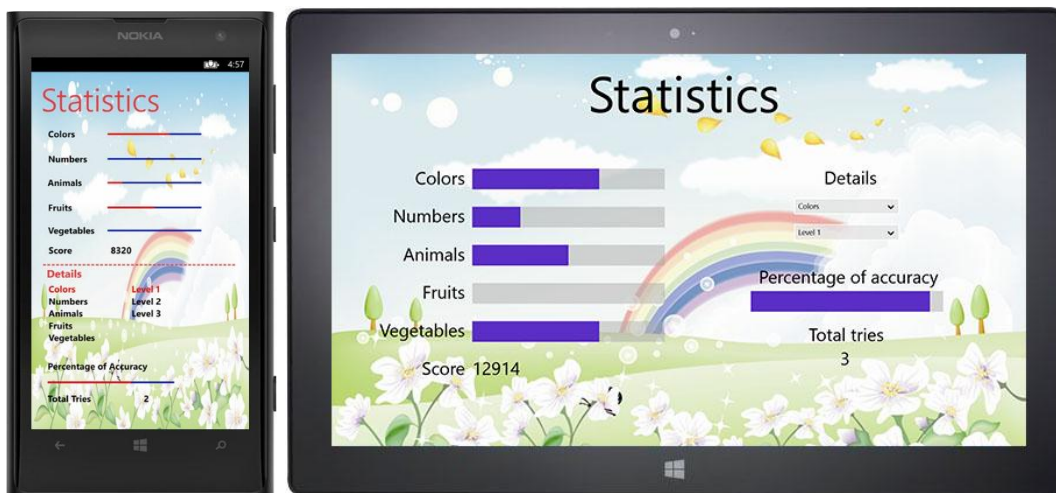 NOKIA
4:57
Statistics
Colors
Numbers
Animals
Fruits
Vegetables
Score 8320
Details
Colors Level 1
Numbers Level 2
Animals Level 3
Fruits
Vegetables
Percentage of Accuracy
Total Tries 2
Statistics
Colors
Numbers
Animals
Fruits
Vegetables
Score 12914
Details
Colors
Level 1
Percentage of accuracy
Total tries
3